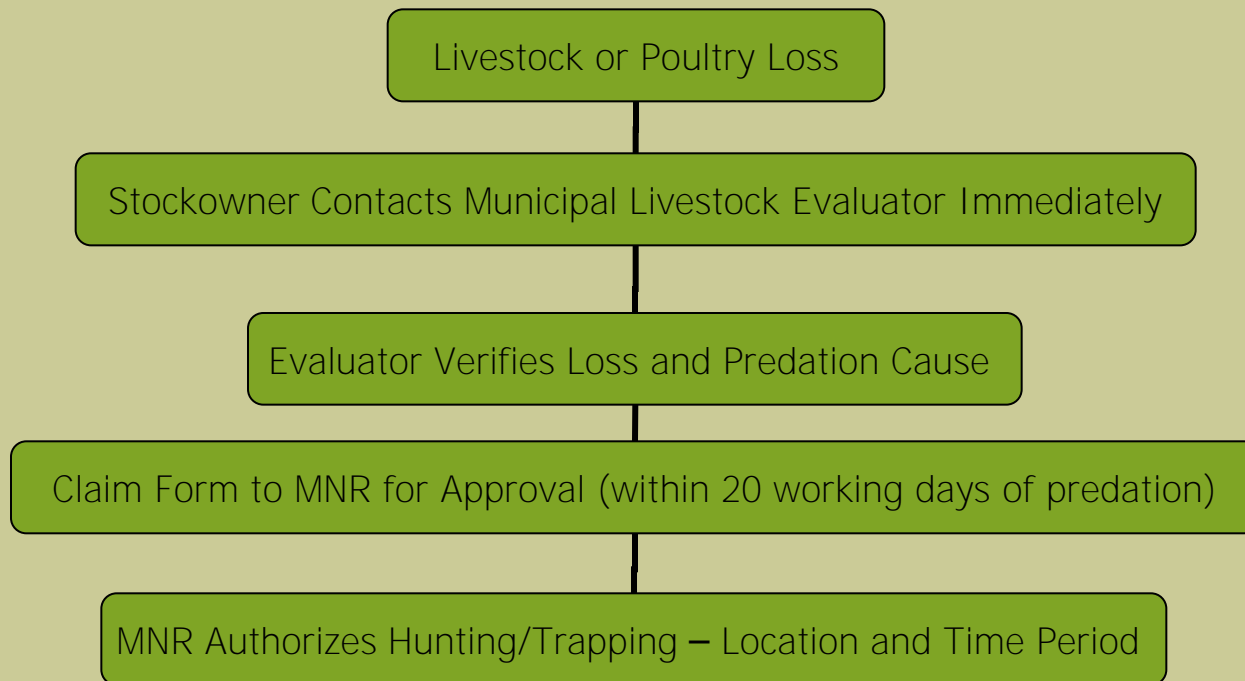 Livestock or Poultry Loss
Stockowner Contacts Municipal Livestock Evaluator Immediately
Evaluator Verifies Loss and Predation Cause
Claim Form to MNR for Approval (within 20 working days of predation)
MNR Authorizes Hunting/Trapping – Location and Time Period